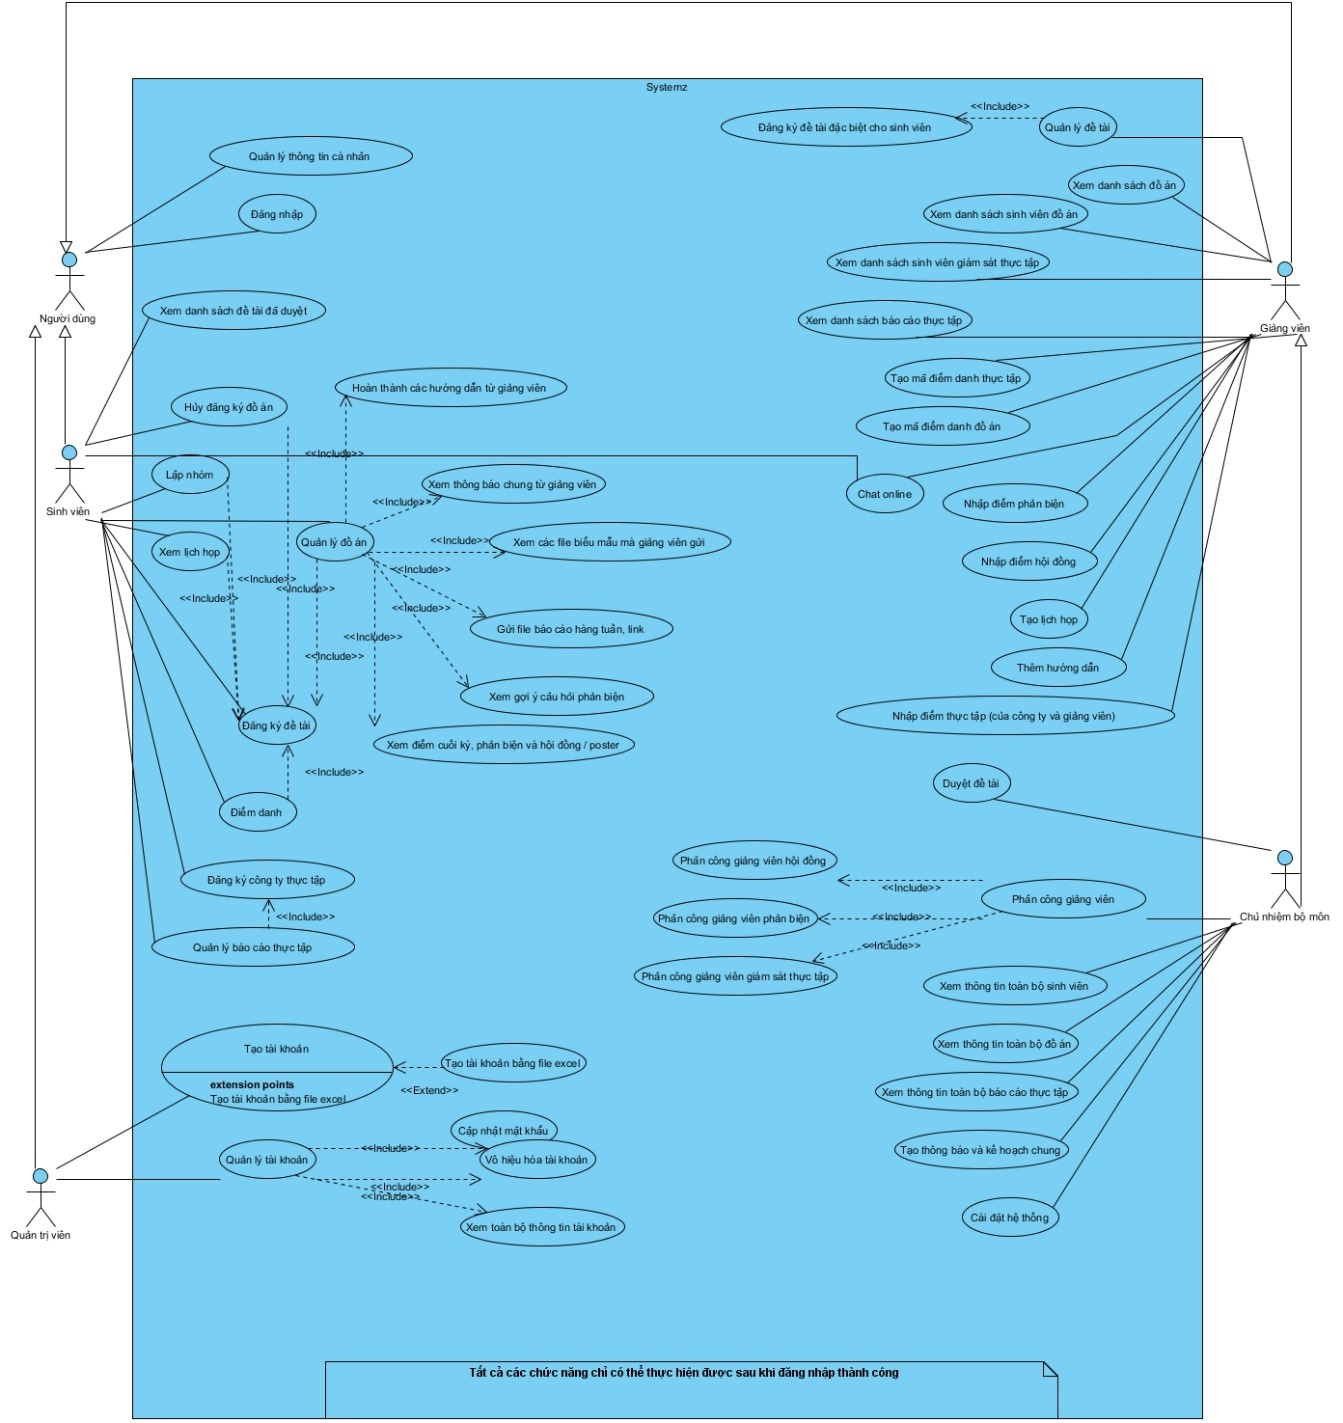 Systemz
<<Include>>
Đăng ký đề tài đặc biệt cho sinh viên
Quản lý đề tài
Quản lý thông tin cá nhân
Xem danh sách đồ án
Đăng nhập
Xem danh sách sinh viên đồ án
Xem danh sách sinh viên giám sát thực tập
Người dùng
Giảng viên
Xem danh sách đề tài đã duyệt
Xem danh sách báo cáo thực tập
Hoàn thành các hướng dẫn từ giảng viên
Tạo mã điểm danh thực tập
Hủy đăng ký đồ án
Tạo mã điểm danh đồ án
<<Include>>
Lập nhóm
Xem thông báo chung từ giảng viên
Chat online
<<Include>>
Nhập điểm phản biện
Sinh viên
Quản lý đồ án
<<Include>>
Xem các file biểu mẫu mà giảng viên gửi
Xem lịch họp
Nhập điểm hội đồng
<<Include>>
<<Include>>
<<Include>>
<<Include>>
<<Include>>
Tạo lịch họp
Gửi file báo cáo hàng tuần, link
<<Include>>
<<Include>>
Thêm hướng dẫn
Xem gợi ý câu hỏi phản biện
Nhập điểm thực tập (của công ty và giảng viên)
Đăng ký đề tài
Xem điểm cuối kỳ, phản biện và hội đồng / poster
<<Include>>
Duyệt đề tài
Điểm danh
Phân công giảng viên hội đồng
Đăng ký công ty thực tập
<<Include>>
Phân công giảng viên
<<Include>>
Phân công giảng viên phản biện
<<Include>>
Chủ nhiệm bộ môn
Quản lý báo cáo thực tập
<<Include>>
Phân công giảng viên giám sát thực tập
Xem thông tin toàn bộ sinh viên
Tạo tài khoản
Xem thông tin toàn bộ đồ án
Tạo tài khoản bằng file excel
extension points
Tạo tài khoản bằng file excel
<<Extend>>
Xem thông tin toàn bộ báo cáo thực tập
Cập nhật mật khẩu
<<Include>>
Tạo thông báo và kế hoạch chung
Quản lý tài khoản
Vô hiệu hóa tài khoản
<<Include>>
<<Include>>
Xem toàn bộ thông tin tài khoản
Cài đặt hệ thống
Quản trị viên
Tất cả các chức năng chỉ có thể thực hiện được sau khi đăng nhập thành công